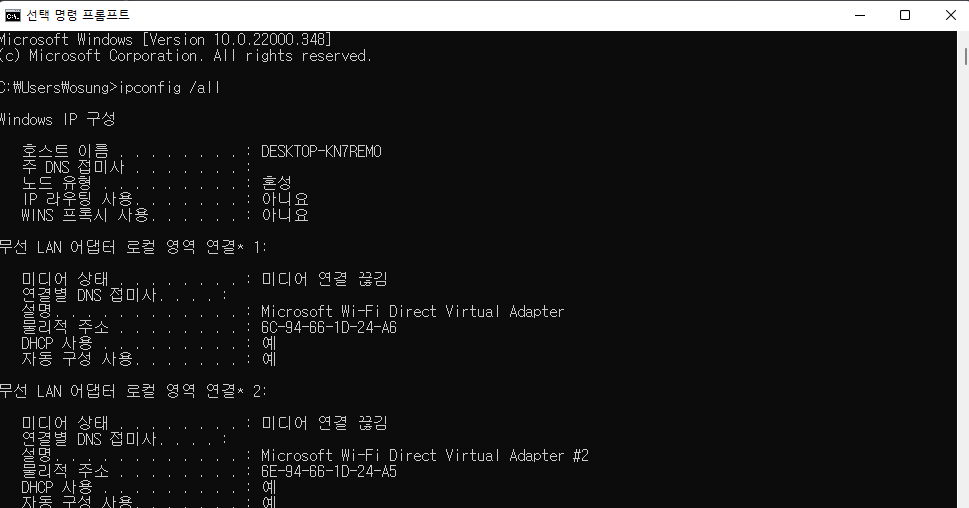 선택 명령 프롬프트
Microsoft Windows [Version 10.0.22000.348]
(c) Microsoft Corporation. All rights reserved.
C:₩Users₩osung>ipconfig /all
Windows IP 구성
호스트 이름 . . . . . . . . : DESKTOP-KN7REMO
주 DNS 접미사 . . . . . . . :
노드 유형 . . . . . . . . . : 혼성
IP 라우팅 사용. . . . . . . : 아니요
WINS 프록시 사용. . . . . . : 아니요
무선 LAN 어댑터 로컬 영역 연결* 1:
미디어 상태 . . . . . . . . : 미디어 연결 끊김
연결별 DNS 접미사. . . . :
설명. . . . . . . . . . . . : Microsoft Wi-Fi Direct Virtual Adapter
물리적 주소 . . . . . . . . : 6C-94-66-1D-24-A6
DHCP 사용 . . . . . . . . . : 예
자동 구성 사용. . . . . . . : 예
무선 LAN 어댑터 로컬 영역 연결* 2:
미디어 상태 . . . . . . . . : 미디어 연결 끊김
연결별 DNS 접미사. . . . :
설명. . . . . . . . . . . . : Microsoft Wi-Fi Direct Virtual Adapter #2
물리적 주소 . . . . . . . . : 6E-94-66-1D-24-A5
DHCP 사용 . . . . . . . . . : 예
자동 구성 사용. . . . . . . : 예